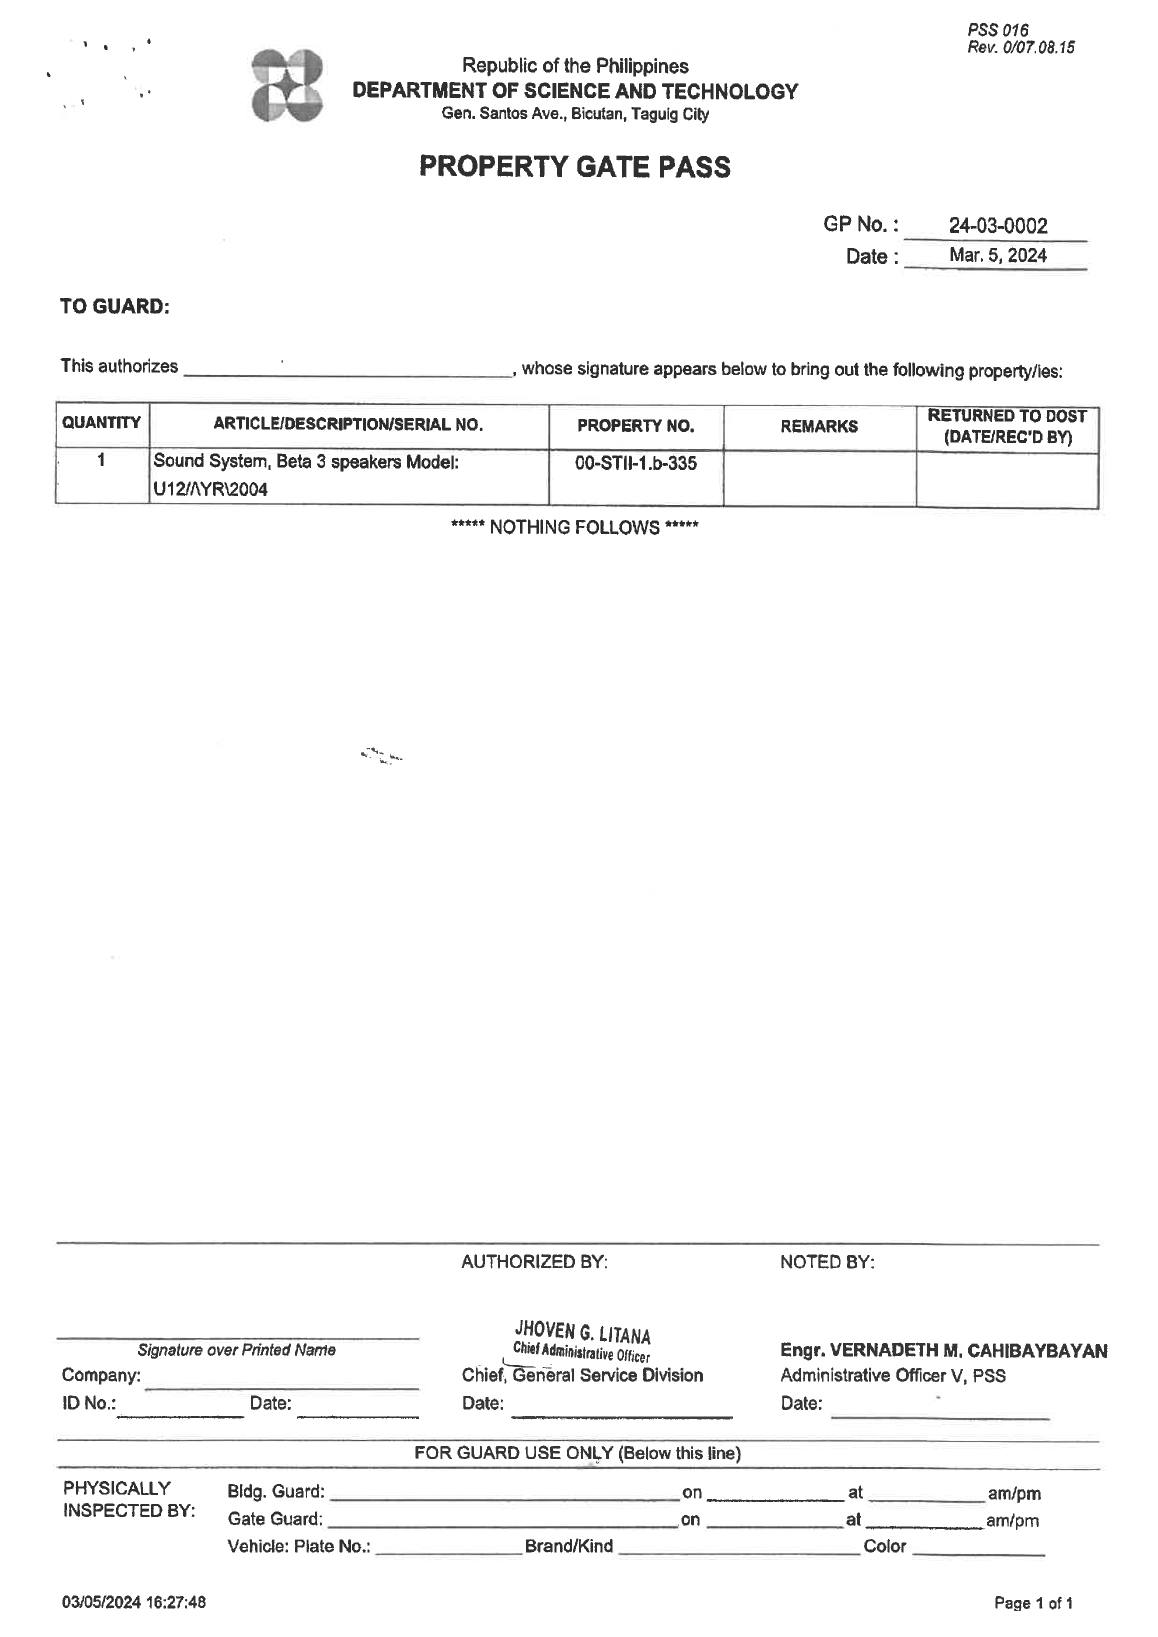 PSS 016
Rev. 0/07.08.15
Republic of the Philippines
DEPARTMENT OF SCIENCE AND TECHNOLOGY
Gen. Santos Ave., Bicutan, Taguig City
PROPERTY GATE PASS
GP No. : 24-03-0002
Date : Mar. 5, 2024
TO GUARD:
This authorizes ______________, whose signature appears below to bring out the following property/ies:
QUANTITY ARTICLE/DESCRIPTION/SERIAL NO. PROPERTY NO. REMARKS RETURNED TO DOST (DATE/REC'D BY)
1 Sound System, Beta 3 speakers Model: 00-STII-1.b-335
U12/\YR\2004
***** NOTHING FOLLOWS *****
AUTHORIZED BY: NOTED BY:
JHOVEN G. LITANA
Chief Administrative Officer
Signature over Printed Name Engr. VERNADETH M. CAHIBAYBAYAN
Company: Chief, General Service Division Administrative Officer V, PSS
ID No.: Date: Date: Date:
FOR GUARD USE ONLY (Below this line)
PHYSICALLY INSPECTED BY: Bldg. Guard: on at am/pm
Gate Guard: on at am/pm
Vehicle: Plate No.: Brand/Kind Color
03/05/2024 16:27:48 Page 1 of 1